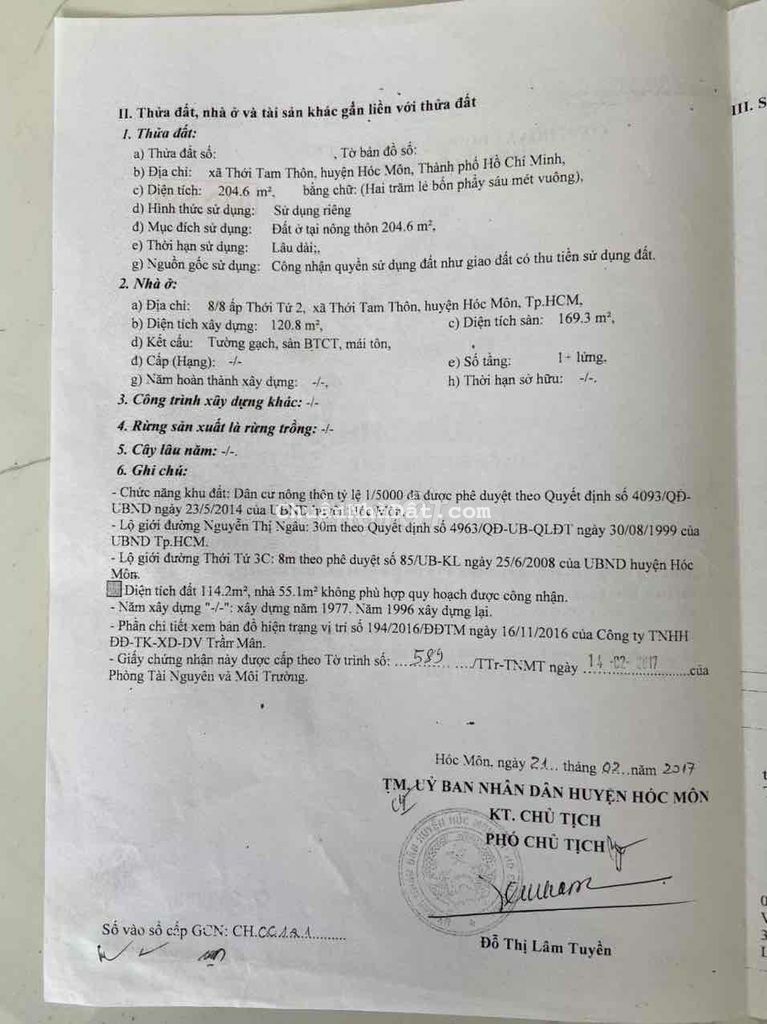 II. Thửa đất, nhà ở và tài sản khác gắn liền với thửa đất
III. S
1. Thửa đất:
a) Thửa đất số: , Tờ bản đồ số:
b) Địa chỉ: xã Thới Tam Thôn, huyện Hóc Môn, Thành phố Hồ Chí Minh,
c) Diện tích: 204.6 m², bằng chữ: (Hai trăm lẻ bốn phẩy sáu mét vuông),
d) Hình thức sử dụng: Sử dụng riêng
đ) Mục đích sử dụng: Đất ở tại nông thôn 204.6 m²,
e) Thời hạn sử dụng: Lâu dài;,
g) Nguồn gốc sử dụng: Công nhận quyền sử dụng đất như giao đất có thu tiền sử dụng đất.
2. Nhà ở:
a) Địa chỉ: 8/8 ấp Thới Tứ 2, xã Thới Tam Thôn, huyện Hóc Môn, Tp.HCM,
b) Diện tích xây dựng: 120.8 m², c) Diện tích sàn: 169.3 m²,
d) Kết cấu: Tường gạch, sàn BTCT, mái tôn,
đ) Cấp (Hạng): -/- e) Số tầng: 1+ lửng,
g) Năm hoàn thành xây dựng: -/-, h) Thời hạn sở hữu: -/-.
3. Công trình xây dựng khác: -/-
4. Rừng sản xuất là rừng trồng: -/-
5. Cây lâu năm: -/-.
6. Ghi chú:
- Chức năng khu đất: Dân cư nông thôn tỷ lệ 1/5000 đã được phê duyệt theo Quyết định số 4093/QĐ-
UBND ngày 23/5/2014 của UBND huyện Hóc Môn.
- Lộ giới đường Nguyễn Thị Ngâu: 30m theo Quyết định số 4963/QĐ-UB-QLĐT ngày 30/08/1999 của
UBND Tp.HCM.
- Lộ giới đường Thới Tứ 3C: 8m theo phê duyệt số 85/UB-KL ngày 25/6/2008 của UBND huyện Hóc
Môn.
Diện tích đất 114.2m², nhà 55.1m² không phù hợp quy hoạch được công nhận.
- Năm xây dựng "-/-": xây dựng năm 1977. Năm 1996 xây dựng lại.
- Phần chi tiết xem bản đồ hiện trạng vị trí số 194/2016/ĐĐTM ngày 16/11/2016 của Công ty TNHH
ĐĐ-TK-XD-DV Trần Mân.
- Giấy chứng nhận này được cấp theo Tờ trình số: ....589....../TTr-TNMT ngày 14-02-2017 của
Phòng Tài Nguyên và Môi Trường.
Hóc Môn, ngày 21.. tháng 02..năm 2017
TM. UỶ BAN NHÂN DÂN HUYỆN HÓC MÔN
KT. CHỦ TỊCH
PHÓ CHỦ TỊCH
Số vào sổ cấp GCN: CH.CC121.........
Đỗ Thị Lâm Tuyền